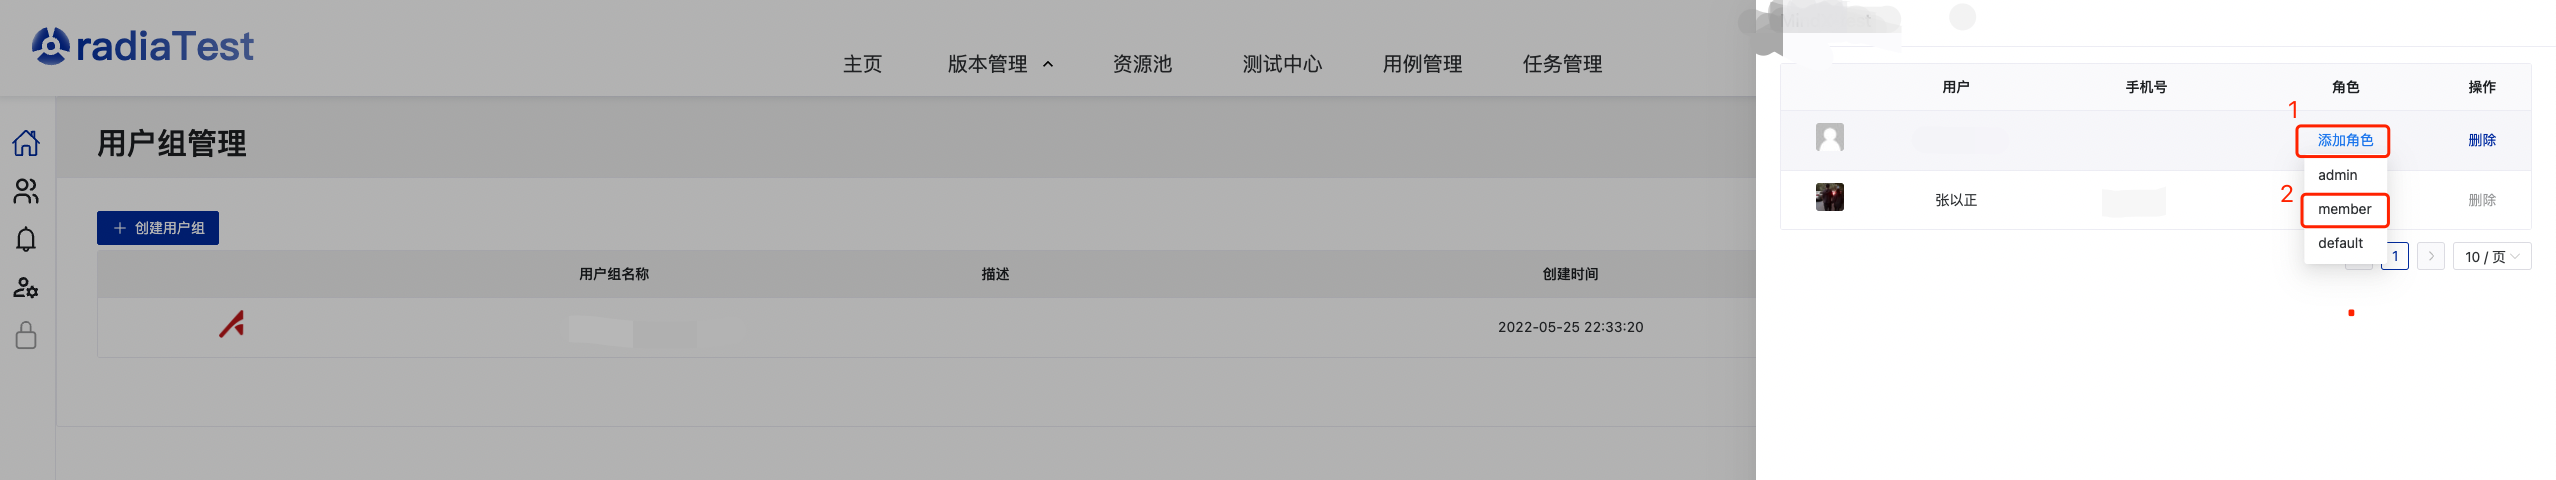 radiaTest
主页 版本管理 资源池 测试中心 用例管理 任务管理
用户组管理
+ 创建用户组
用户组名称 描述 创建时间
2022-05-25 22:33:20
用户 手机号 角色 操作
1
添加角色 删除
admin
张以正 删除
2
member
default
1 10 / 页